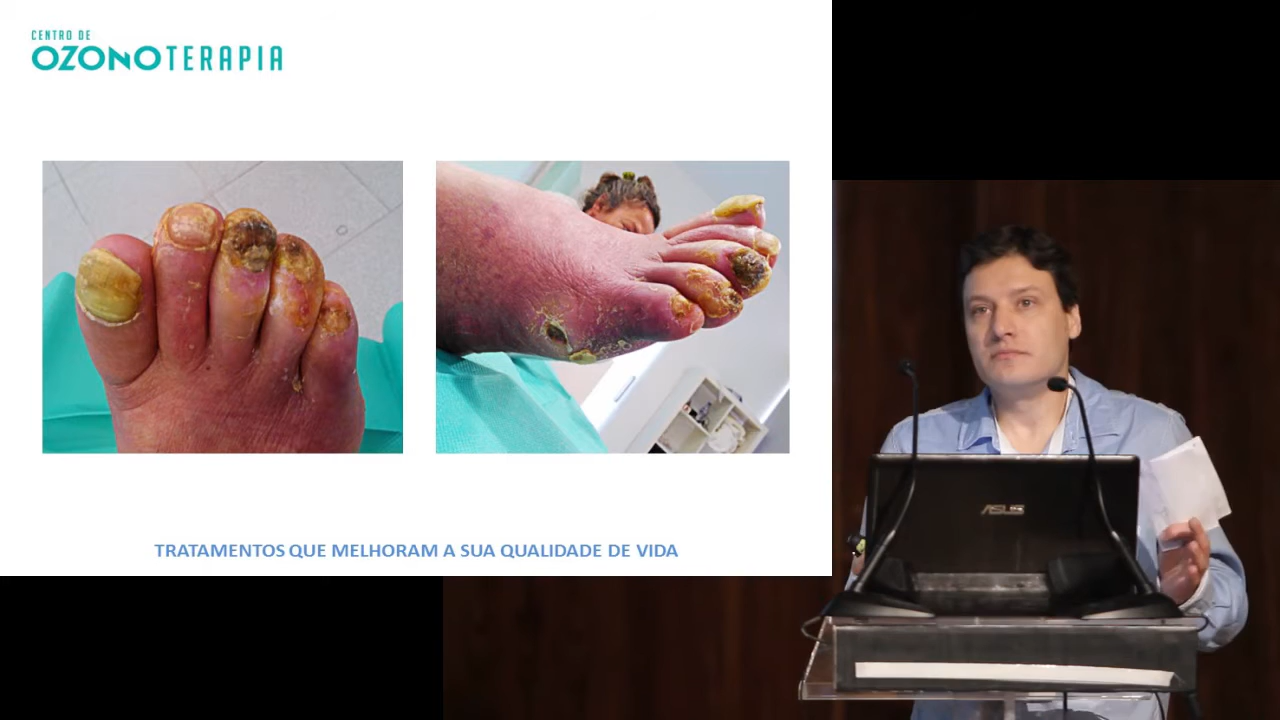 CENTRO DE
OZONOTERAPIA
TRATAMENTOS QUE MELHORAM A SUA QUALIDADE DE VIDA
ASUS